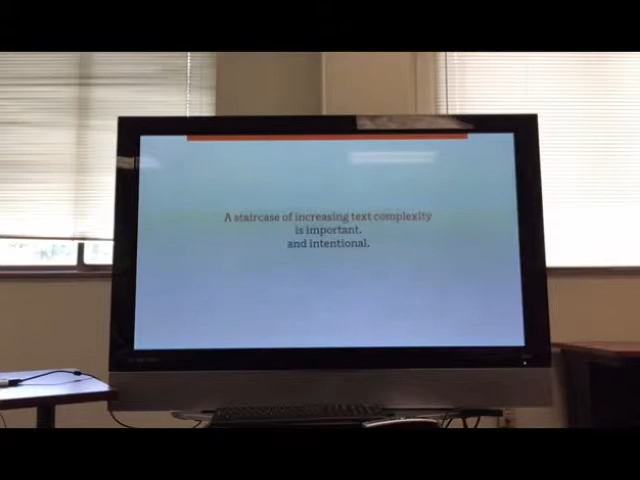 A staircase of increasing text complexity
is important.
and intentional.